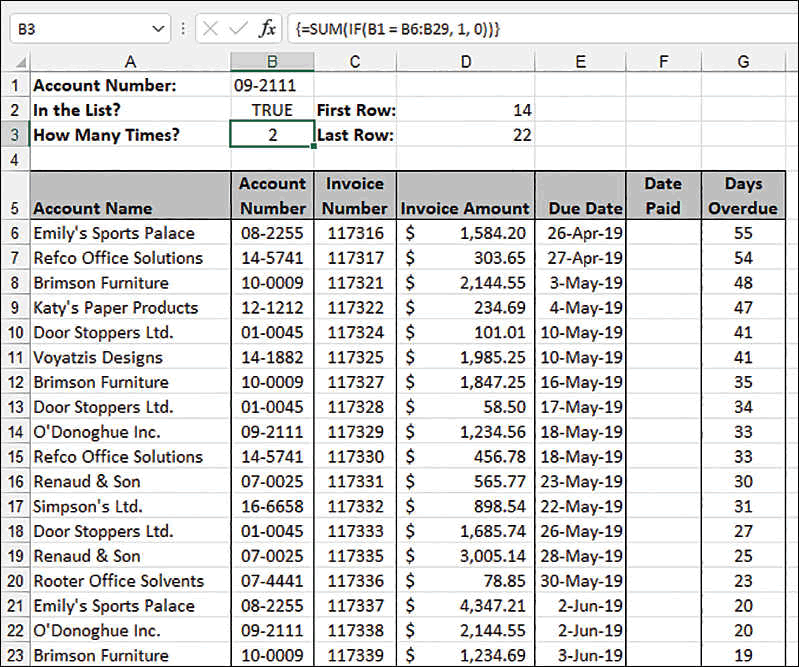 B3 fx {=SUM(IF(B1 = B6:B29, 1, 0))}
A B C D E F G
1 Account Number: 09-2111
2 In the List? TRUE First Row: 14
3 How Many Times? 2 Last Row: 22
4
Account Invoice Date Days
5 Account Name Number Number Invoice Amount Due Date Paid Overdue
6 Emily's Sports Palace 08-2255 117316 $ 1,584.20 26-Apr-19 55
7 Refco Office Solutions 14-5741 117317 $ 303.65 27-Apr-19 54
8 Brimson Furniture 10-0009 117321 $ 2,144.55 3-May-19 48
9 Katy's Paper Products 12-1212 117322 $ 234.69 4-May-19 47
10 Door Stoppers Ltd. 01-0045 117324 $ 101.01 10-May-19 41
11 Voyatzis Designs 14-1882 117325 $ 1,985.25 10-May-19 41
12 Brimson Furniture 10-0009 117327 $ 1,847.25 16-May-19 35
13 Door Stoppers Ltd. 01-0045 117328 $ 58.50 17-May-19 34
14 O'Donoghue Inc. 09-2111 117329 $ 1,234.56 18-May-19 33
15 Refco Office Solutions 14-5741 117330 $ 456.78 18-May-19 33
16 Renaud & Son 07-0025 117331 $ 565.77 23-May-19 30
17 Simpson's Ltd. 16-6658 117332 $ 898.54 22-May-19 31
18 Door Stoppers Ltd. 01-0045 117333 $ 1,685.74 26-May-19 27
19 Renaud & Son 07-0025 117335 $ 3,005.14 28-May-19 25
20 Rooter Office Solvents 07-4441 117336 $ 78.85 30-May-19 23
21 Emily's Sports Palace 08-2255 117337 $ 4,347.21 2-Jun-19 20
22 O'Donoghue Inc. 09-2111 117338 $ 2,144.55 2-Jun-19 20
23 Brimson Furniture 10-0009 117339 $ 1,234.69 3-Jun-19 19